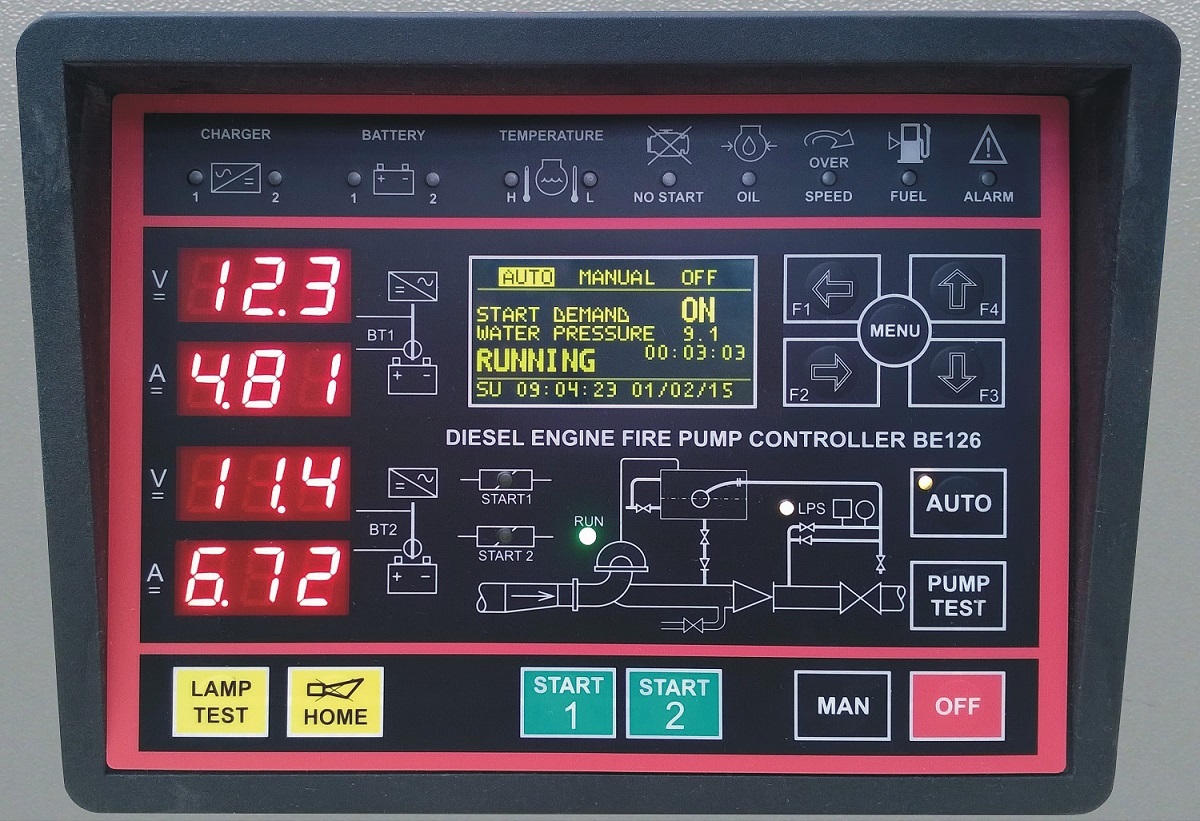 CHARGER
1 2
BATTERY
1 2
TEMPERATURE
H L
NO START
OIL
OVER
SPEED
FUEL
ALARM
V
12.3
A
4.81
BT1
V
11.4
A
6.72
BT2
AUTO MANUAL OFF
START DEMAND ON
WATER PRESSURE 9.1
RUNNING 00:03:03
SU 09:04:23 01/02/15
F1
F4
MENU
F2
F3
DIESEL ENGINE FIRE PUMP CONTROLLER BE126
START1
START 2
RUN
LPS
AUTO
PUMP
TEST
LAMP
TEST
HOME
START
1
START
2
MAN
OFF